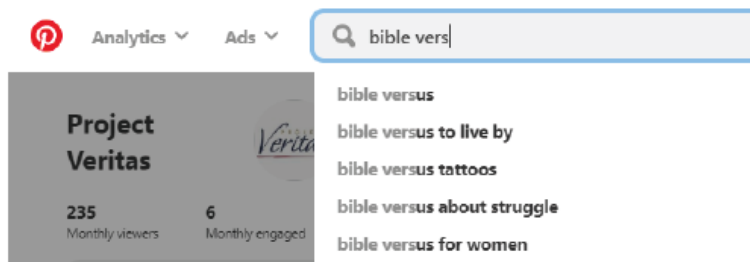 Analytics Ads bible vers
bible versus
Project
Veritas
Verita
bible versus to live by
bible versus tattoos
235 6
Monthly viewers Monthly engaged
bible versus about struggle
bible versus for women